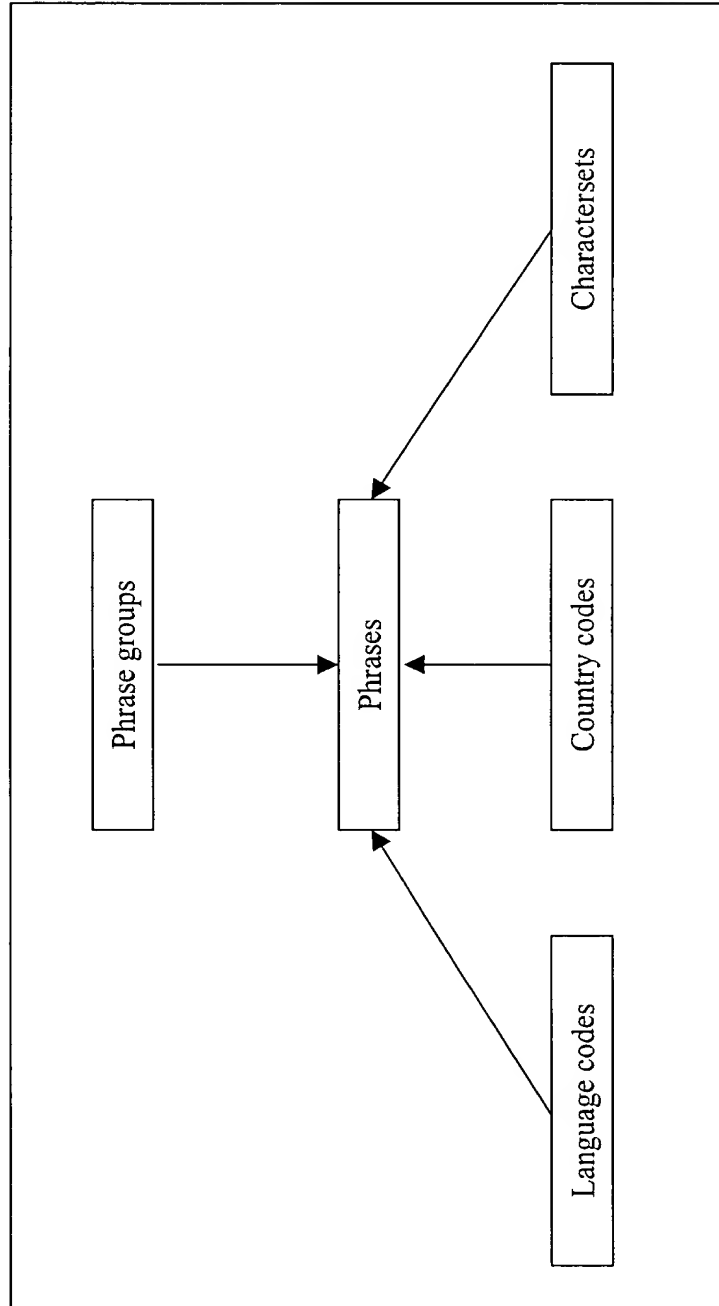 Phrase groups
Phrases
Language codes
Country codes
Charactersets